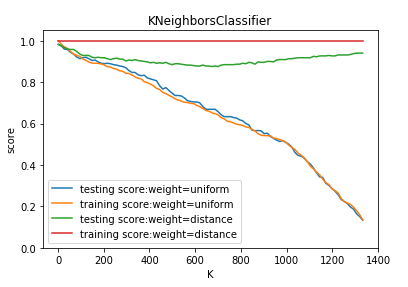 KNeighborsClassifier
score
1.0
0.8
0.6
0.4
0.2
0.0
testing score:weight=uniform
training score:weight=uniform
testing score:weight=distance
training score:weight=distance
0 200 400 600 800 1000 1200 1400
K